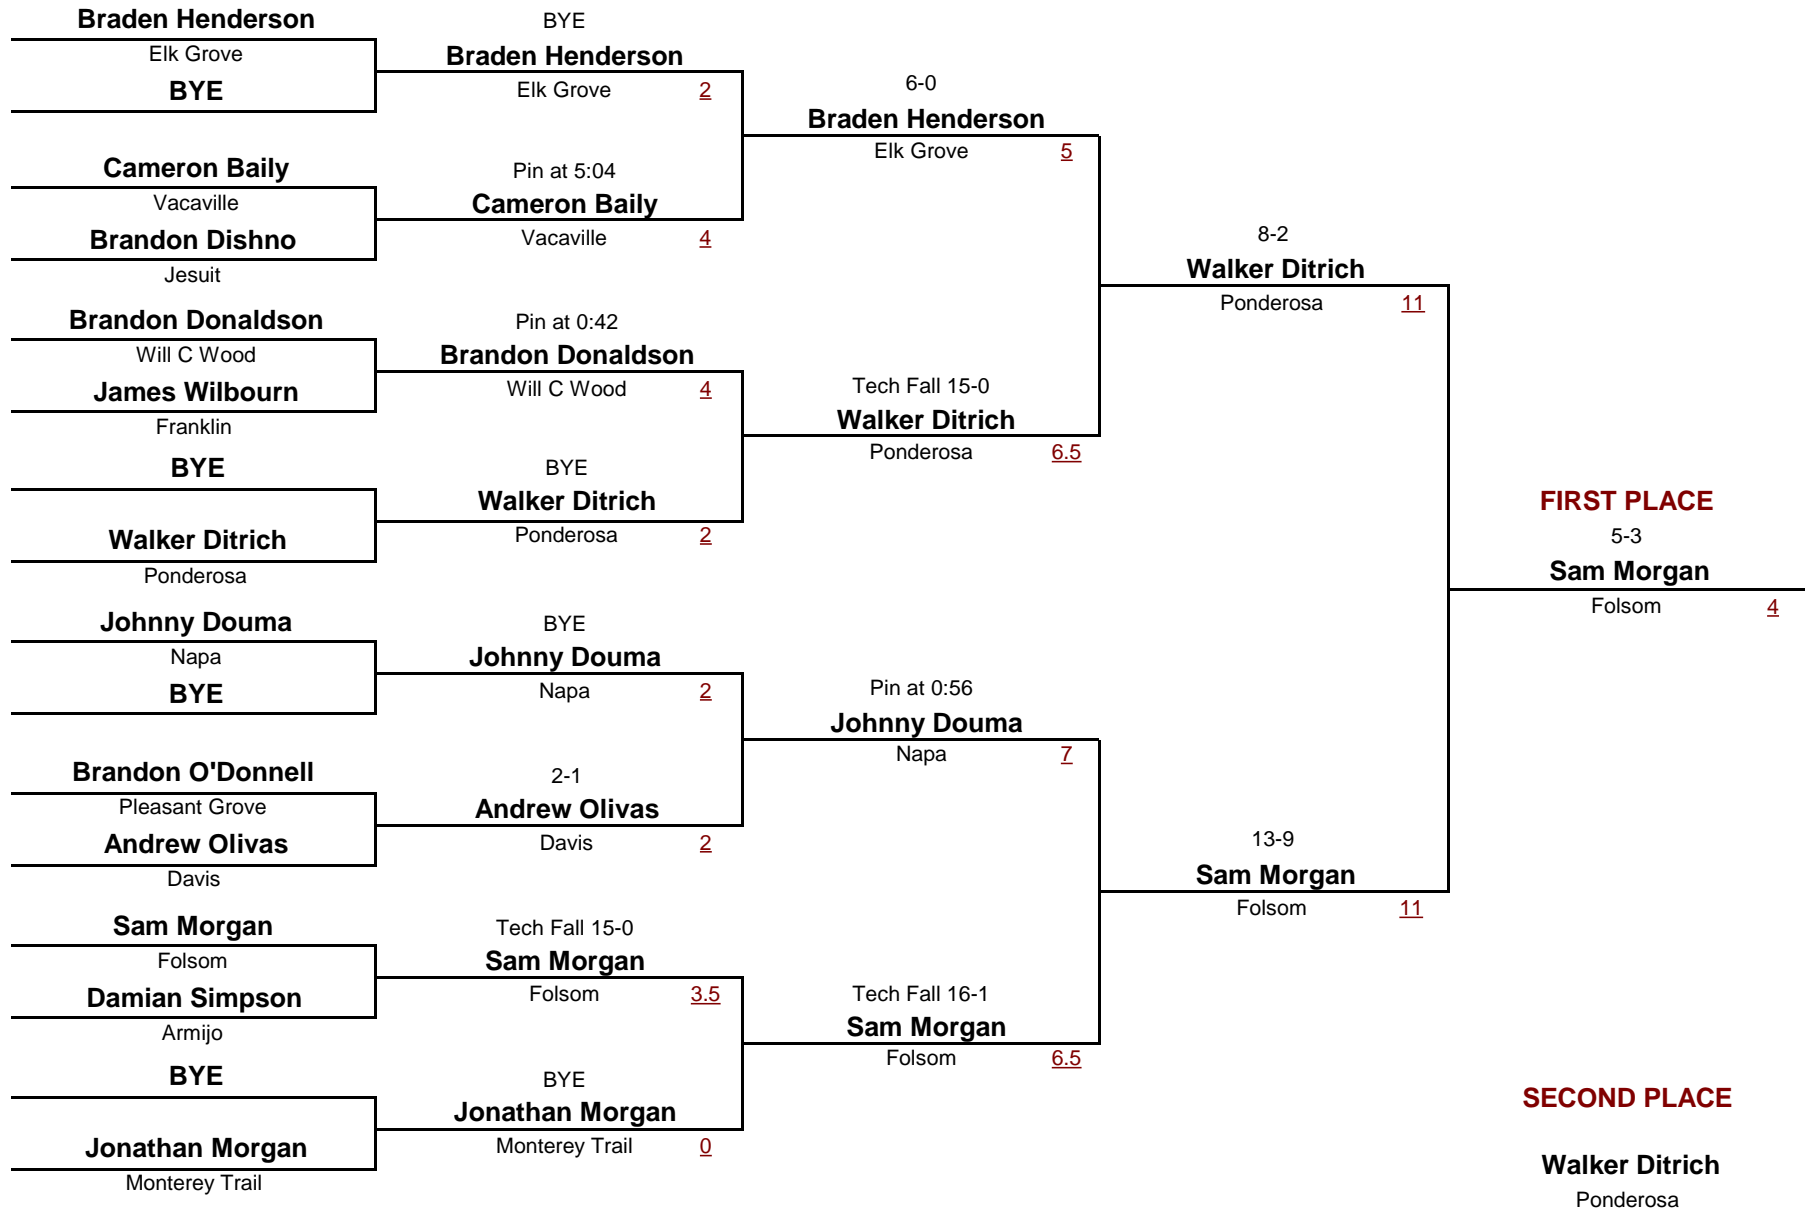 Braden Henderson
Elk Grove
BYE
Cameron Baily
Vacaville
Brandon Dishno
Jesuit
Brandon Donaldson
Will C Wood
James Wilbourn
Franklin
BYE
Walker Ditrich
Ponderosa
Johnny Douma
Napa
BYE
Brandon O'Donnell
Pleasant Grove
Andrew Olivas
Davis
Sam Morgan
Folsom
Damian Simpson
Armijo
BYE
Jonathan Morgan
Monterey Trail
BYE
Braden Henderson
Elk Grove 2
Pin at 5:04
Cameron Baily
Vacaville 4
Pin at 0:42
Brandon Donaldson
Will C Wood 4
BYE
Walker Ditrich
Ponderosa 2
BYE
Johnny Douma
Napa 2
2-1
Andrew Olivas
Davis 2
Tech Fall 15-0
Sam Morgan
Folsom 3.5
BYE
Jonathan Morgan
Monterey Trail 0
6-0
Braden Henderson
Elk Grove 5
Tech Fall 15-0
Walker Ditrich
Ponderosa 6.5
Pin at 0:56
Johnny Douma
Napa 7
Tech Fall 16-1
Sam Morgan
Folsom 6.5
8-2
Walker Ditrich
Ponderosa 11
13-9
Sam Morgan
Folsom 11
FIRST PLACE
5-3
Sam Morgan
Folsom 4
SECOND PLACE
Walker Ditrich
Ponderosa